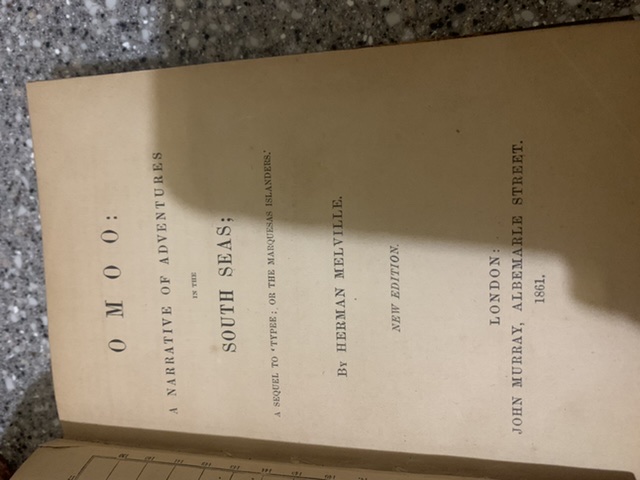 OMOO:
A NARRATIVE OF ADVENTURES
IN THE
SOUTH SEAS;
A SEQUEL TO 'TYPEE; OR THE MARQUESAS ISLANDERS.'
By HERMAN MELVILLE.
NEW EDITION.
LONDON:
JOHN MURRAY, ALBEMARLE STREET.
1861.